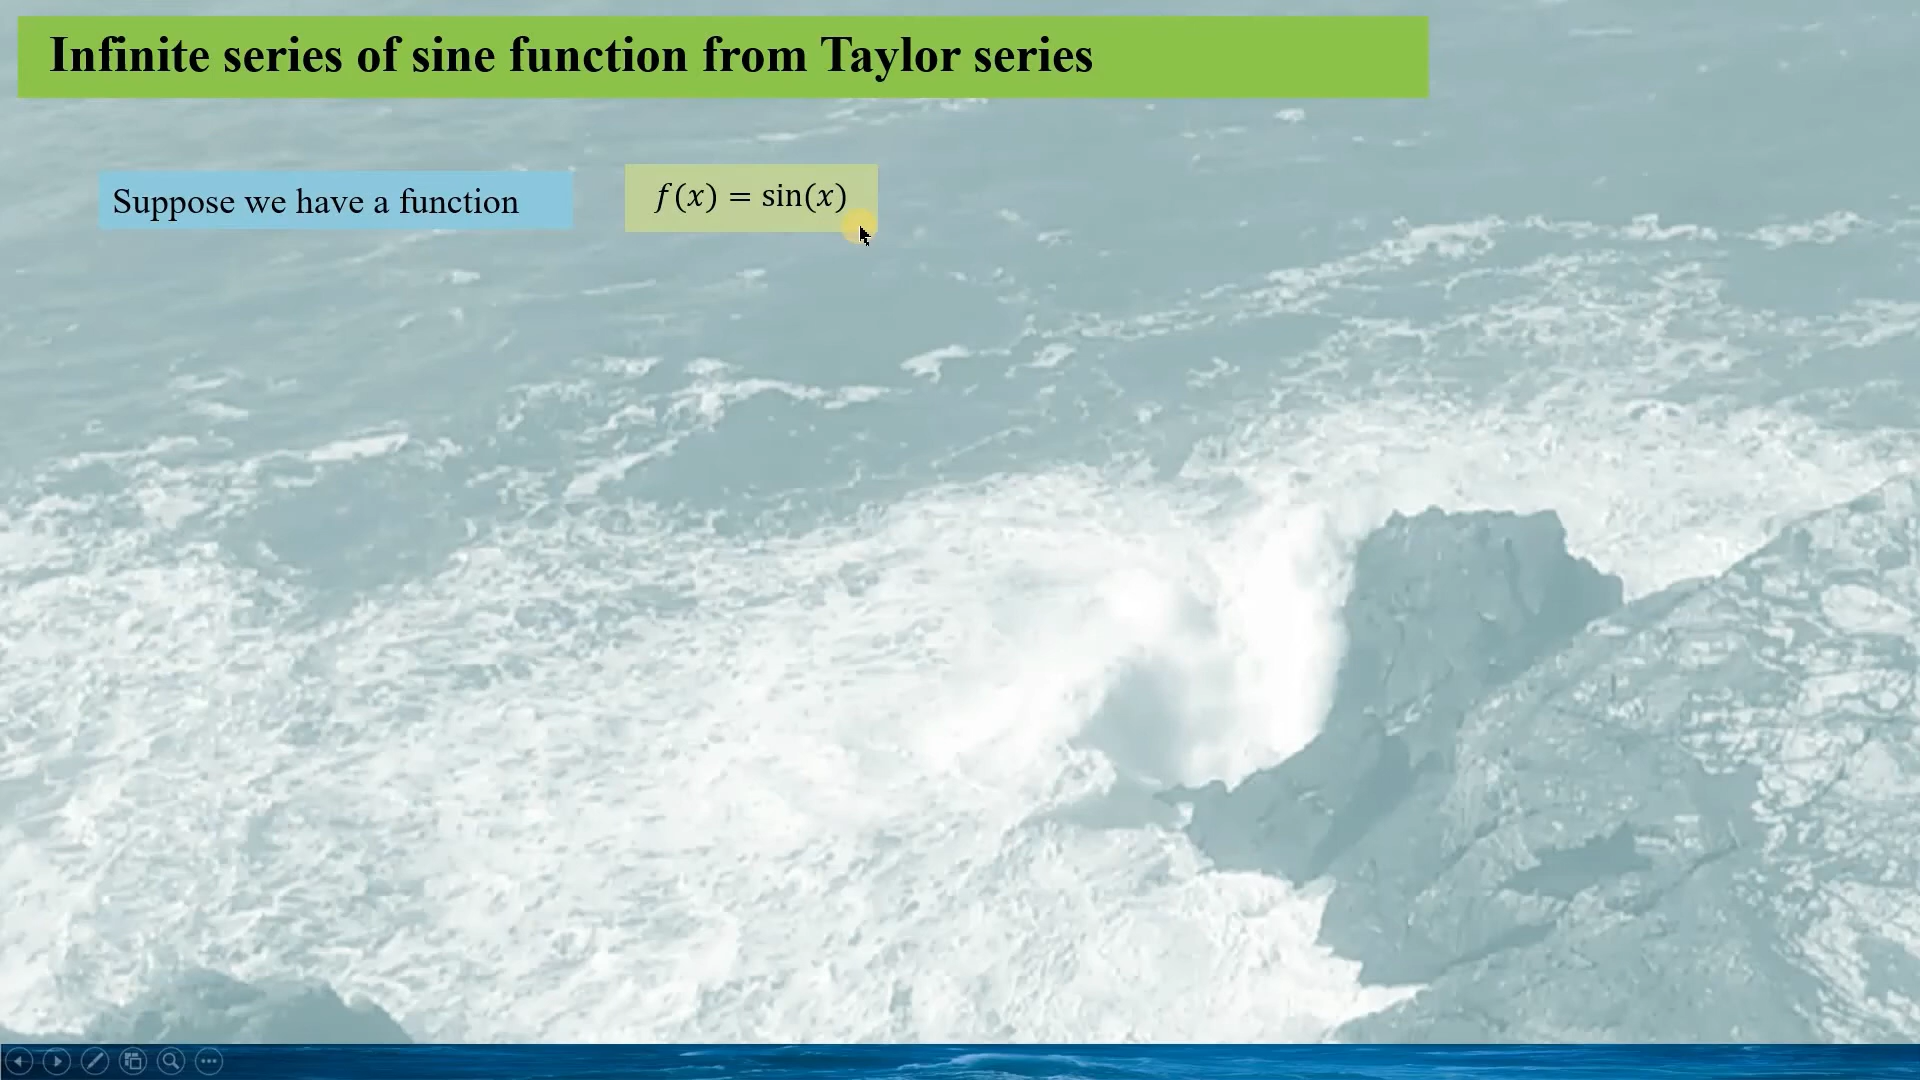 Infinite series of sine function from Taylor series
Suppose we have a function
f(x) = sin(x)